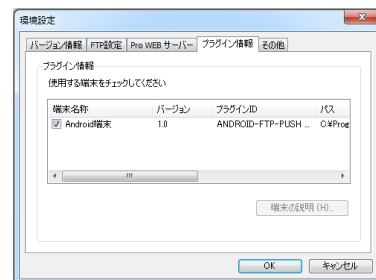 環境設定
バージョン情報 FTP設定 Pro WEB サーバー プラグイン情報 その他
プラグイン情報
使用する端末をチェックしてください
端末名称 バージョン プラグインID パス
Android端末 1.0 ANDROID-FTP-PUSH ... C:¥Prog
端末の説明(H)...
OK キャンセル